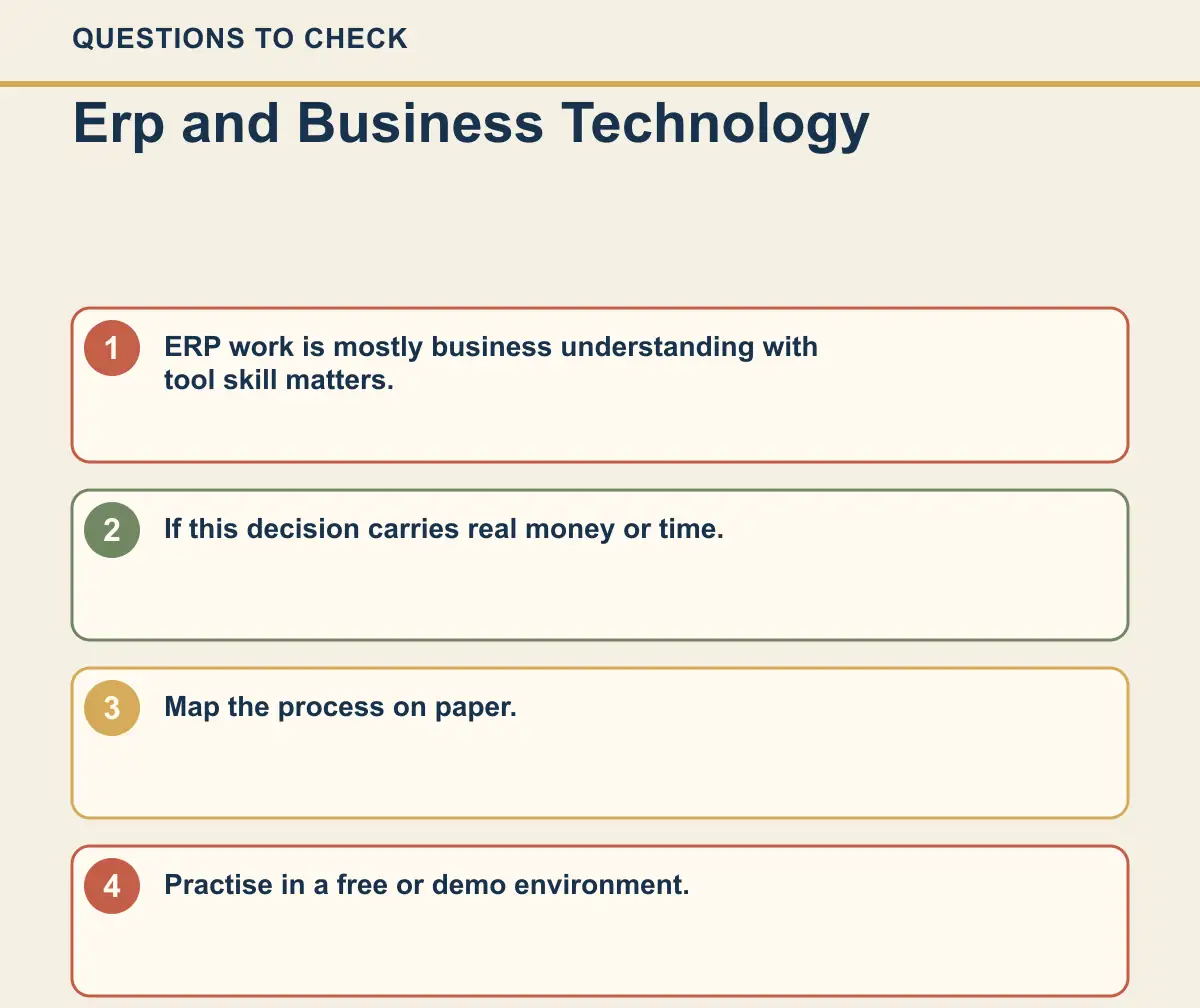 QUESTIONS TO CHECK
Erp and Business Technology
1
ERP work is mostly business understanding with
tool skill matters.
2
If this decision carries real money or time.
3
Map the process on paper.
4
Practise in a free or demo environment.